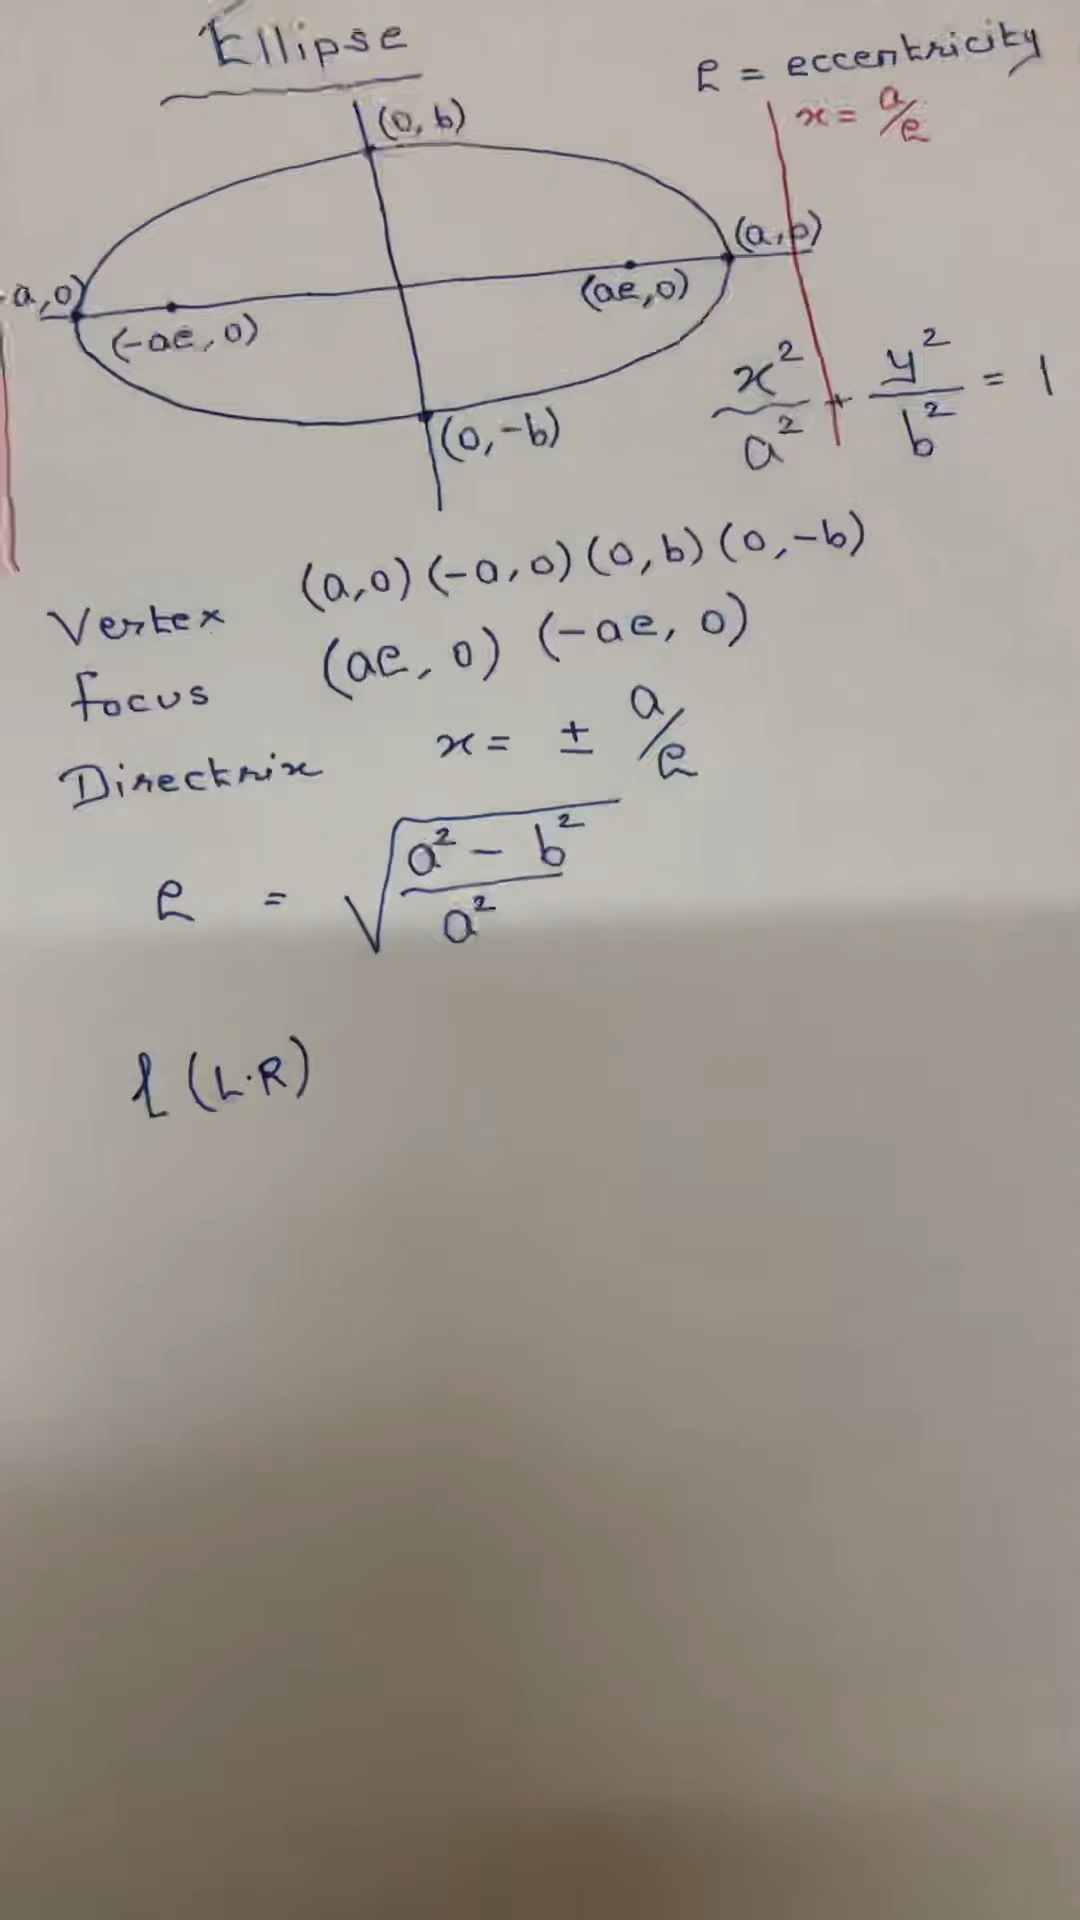 Ellipse
e = eccentricity
x = a/e
(0, b)
(a, 0)
-a, 0)
(-ae, 0)
(ae, 0)
(0, -b)
x²/a² + y²/b² = 1
Vertex (a, 0) (-a, 0) (0, b) (0, -b)
focus (ae, 0) (-ae, 0)
Directrix x = ± a/e
e = √((a² - b²)/a²)
l (L.R)